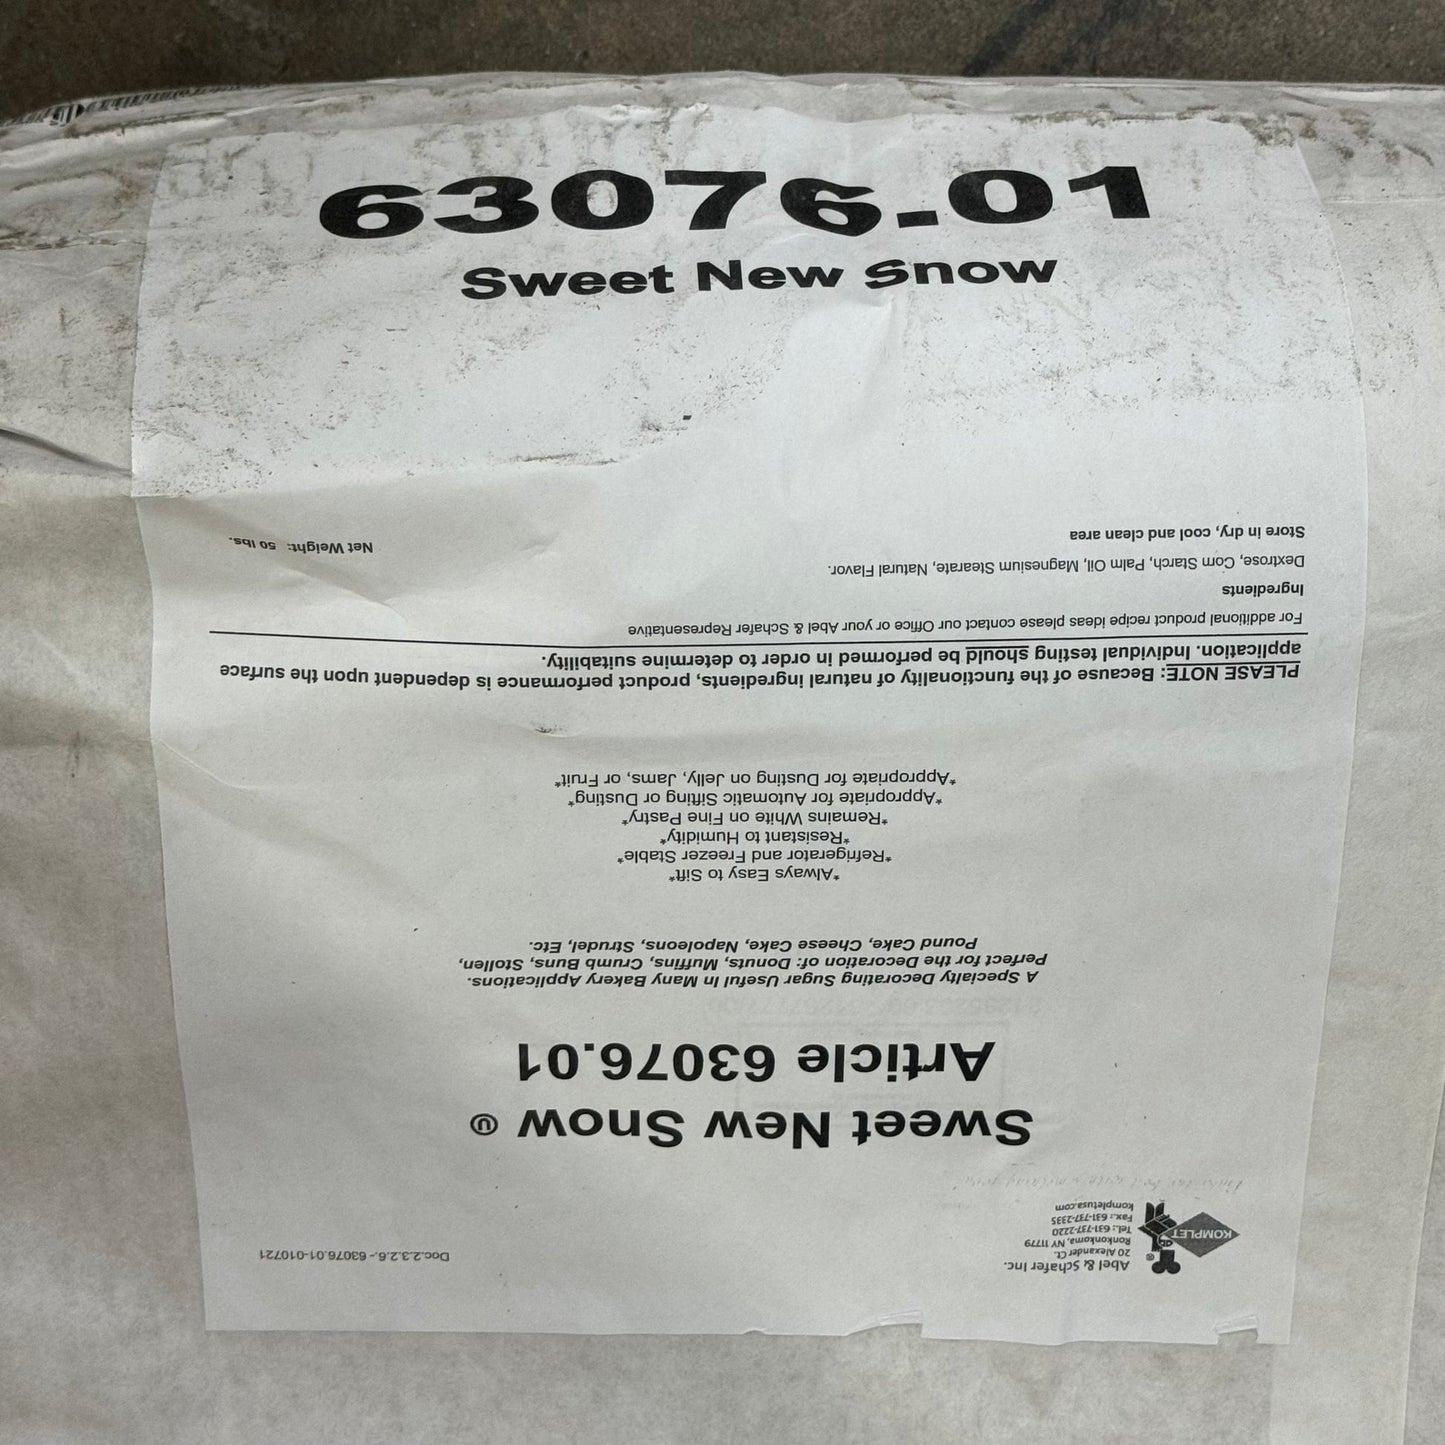 63076.01
Sweet New Snow
Abel & Schafer Inc.
20 Alexander Ct.
Ronkonkoma, NY 11779
Tel.: 631-737-2220
Fax.: 631-737-2335
kompletusa.com
KOMPLET
®
Doc.2.3.2.6.- 63076.01-010721
Sweet New Snow Ⓤ
Article 63076.01
A Specialty Decorating Sugar Useful In Many Bakery Applications.
Perfect for the Decoration of: Donuts, Muffins, Crumb Buns, Stollen,
Pound Cake, Cheese Cake, Napoleons, Strudel, Etc.
*Always Easy to Sift*
*Refrigerator and Freezer Stable*
*Resistant to Humidity*
*Remains White on Fine Pastry*
*Appropriate for Automatic Sifting or Dusting*
*Appropriate for Dusting on Jelly, Jams, or Fruit*
PLEASE NOTE: Because of the functionality of natural ingredients, product performance is dependent upon the surface
application. Individual testing should be performed in order to determine suitability.
For additional product recipe ideas please contact our Office or your Abel & Schafer Representative
Ingredients
Dextrose, Corn Starch, Palm Oil, Magnesium Stearate, Natural Flavor.
Store in dry, cool and clean area
Net Weight: 50 lbs.